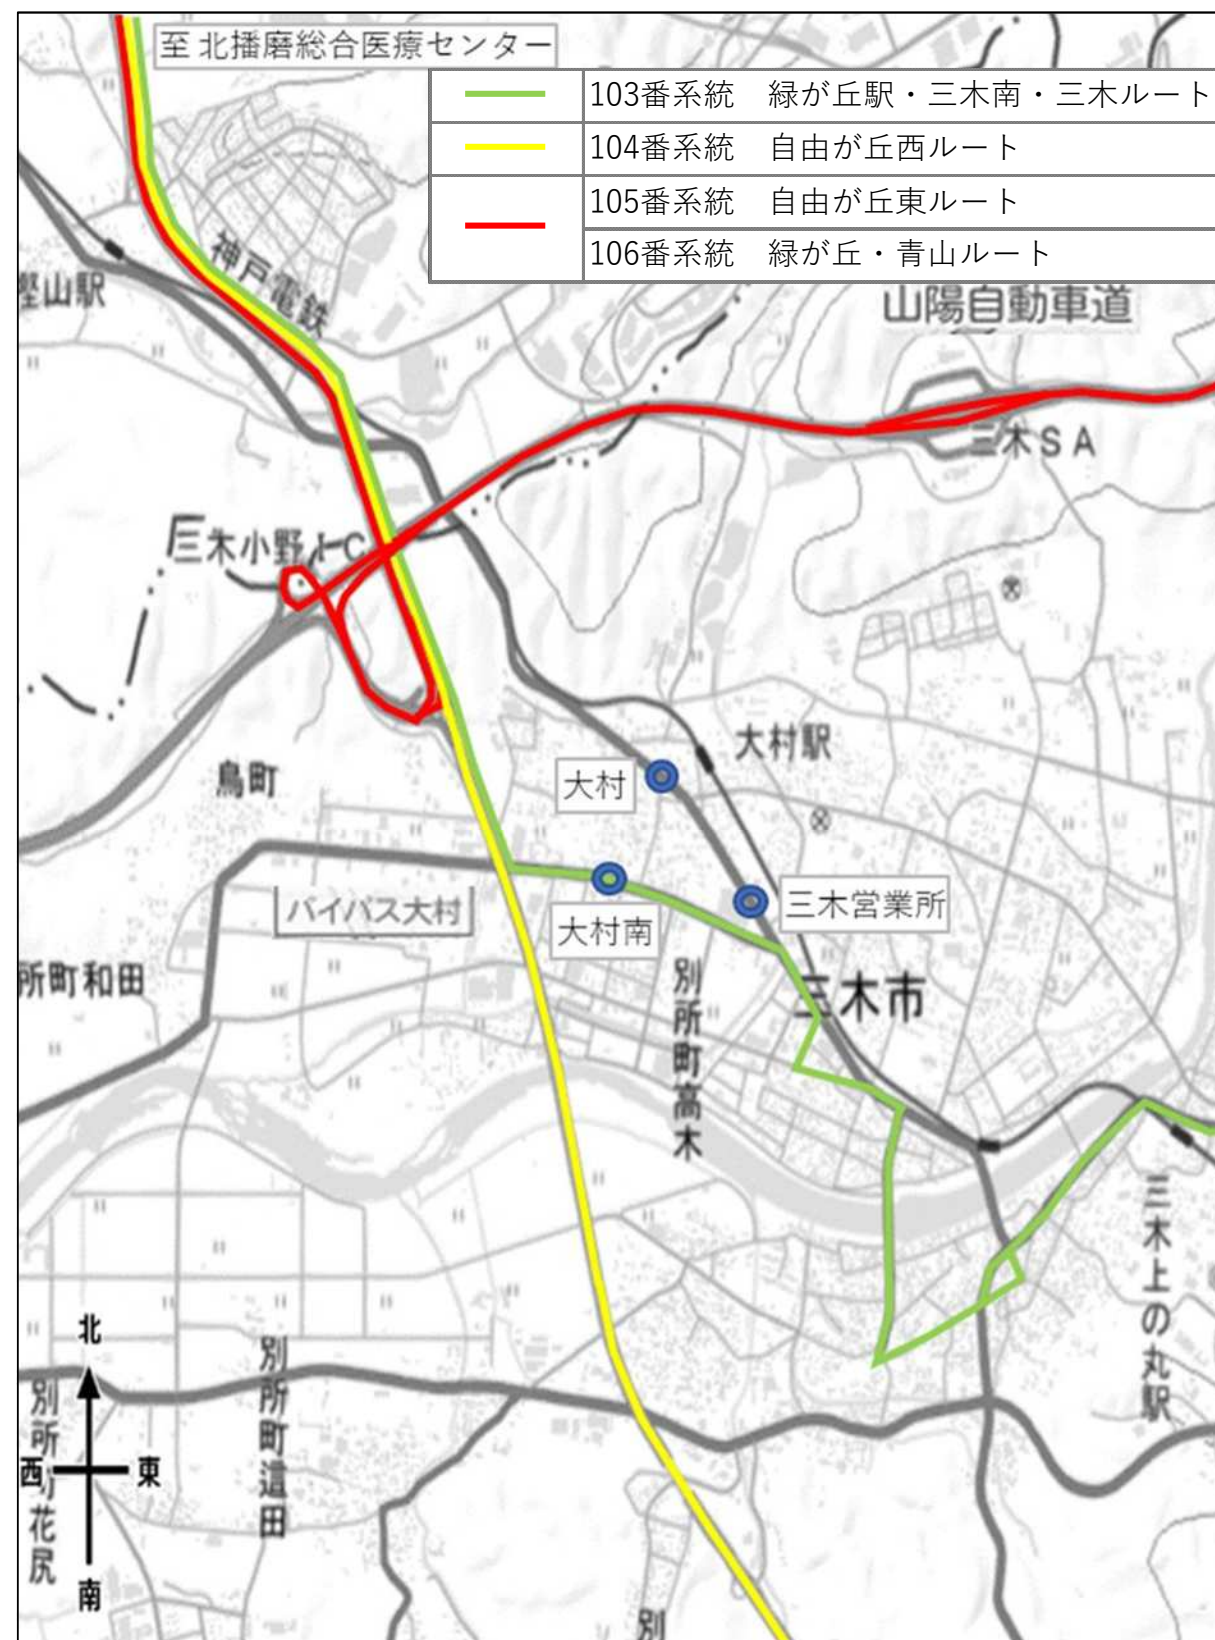 至 北播磨総合医療センター
103番系統　緑が丘駅・三木南・三木ルート
104番系統　自由が丘西ルート
105番系統　自由が丘東ルート
106番系統　緑が丘・青山ルート
神戸電鉄
樫山駅
山陽自動車道
三木SA
三木小野IC
大村駅
大村
鳥町
バイパス大村
大村南
三木営業所
所町和田
別所町高木
三木市
三木上の丸駅
北
西
東
南
別所町花尻
別所町這田
別